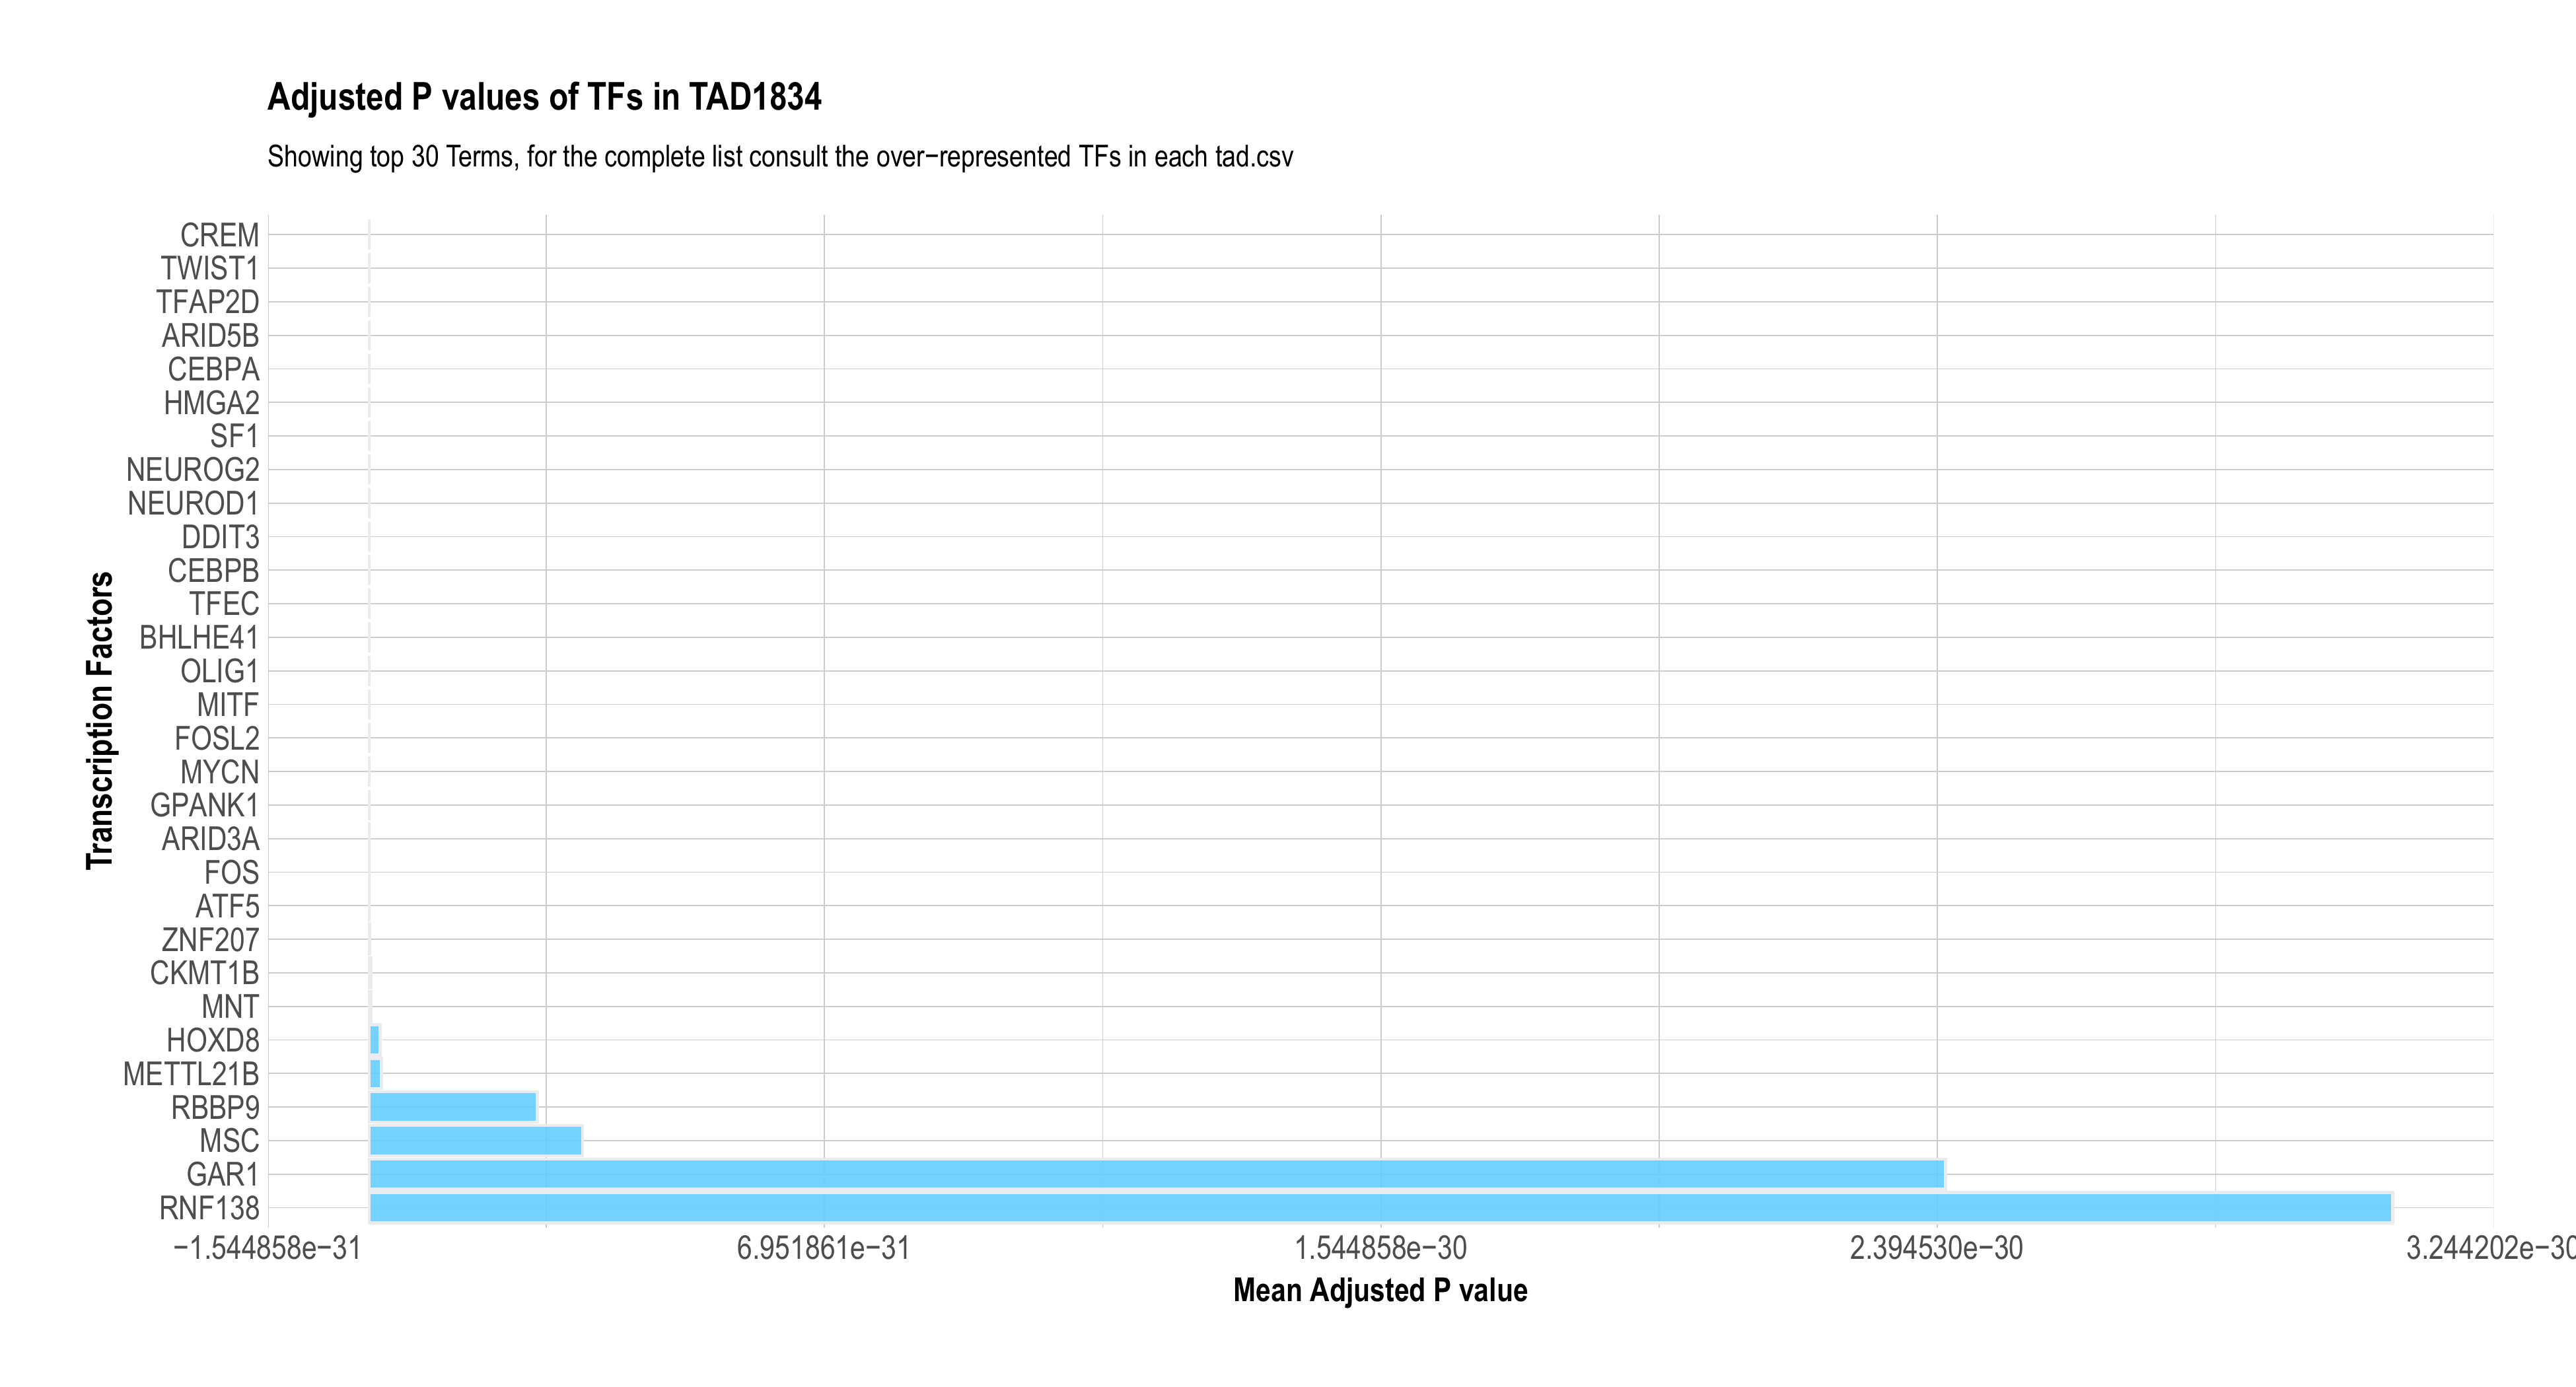 Adjusted P values of TFs in TAD1834
Showing top 30 Terms, for the complete list consult the over−represented TFs in each tad.csv
Transcription Factors
CREM
TWIST1
TFAP2D
ARID5B
CEBPA
HMGA2
SF1
NEUROG2
NEUROD1
DDIT3
CEBPB
TFEC
BHLHE41
OLIG1
MITF
FOSL2
MYCN
GPANK1
ARID3A
FOS
ATF5
ZNF207
CKMT1B
MNT
HOXD8
METTL21B
RBBP9
MSC
GAR1
RNF138
−1.544858e−31 6.951861e−31 1.544858e−30 2.394530e−30 3.244202e−30
Mean Adjusted P value